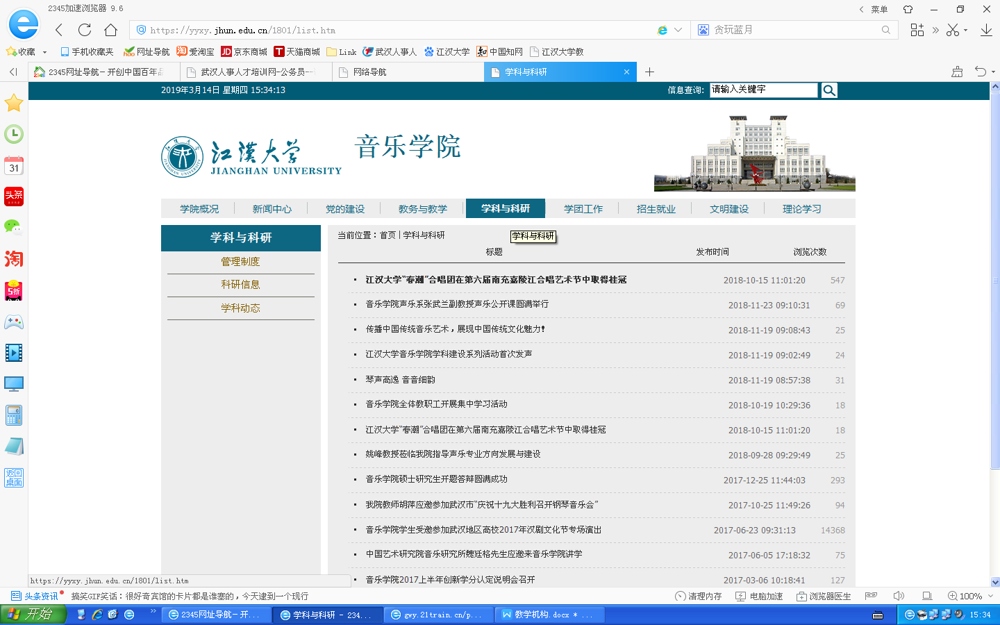 2345加速浏览器 9.6
菜单
https://yyxy.jhun.edu.cn/1801/list.htm
贪玩蓝月
收藏
手机收藏夹
网址导航
爱淘宝
京东商城
天猫商城
Link
武汉人事人
江汉大学
中国知网
江汉大学教
2345网址导航－开创中国百年品
武汉人事人才培训网-公务员--
网络导航
学科与科研
2019年3月14日 星期四 15:34:13
信息查询:
请输入关键字
31
头条
淘
5折
返回
桌面
江漢大学
JIANGHAN UNIVERSITY
音乐学院
学院概况
新闻中心
党的建设
教务与教学
学科与科研
学团工作
招生就业
文明建设
理论学习
学科与科研
管理制度
科研信息
学科动态
当前位置：首页 | 学科与科研
学科与科研
标题 发布时间 浏览次数
江汉大学“春潮”合唱团在第六届南充嘉陵江合唱艺术节中取得桂冠 2018-10-15 11:01:20 547
音乐学院声乐系张武兰副教授声乐公开课圆满举行 2018-11-23 09:10:31 69
传播中国传统音乐艺术，展现中国传统文化魅力！ 2018-11-19 09:08:43 25
江汉大学音乐学院学科建设系列活动首次发声 2018-11-19 09:02:49 24
琴声高逸 音音细韵 2018-11-19 08:57:38 31
音乐学院全体教职工开展集中学习活动 2018-10-19 10:29:36 18
江汉大学“春潮”合唱团在第六届南充嘉陵江合唱艺术节中取得桂冠 2018-10-15 11:01:20 18
姚峰教授莅临我院指导声乐专业方向发展与建设 2018-09-28 09:29:49 25
音乐学院硕士研究生开题答辩圆满成功 2017-12-25 11:44:03 293
我院教师胡萍应邀参加武汉市“庆祝十九大胜利召开钢琴音乐会” 2017-10-25 11:49:26 94
音乐学院学生受邀参加武汉地区高校2017年汉剧文化节专场演出 2017-06-23 09:31:13 14368
中国艺术研究院音乐研究所魏廷格先生应邀来音乐学院讲学 2017-06-05 17:18:32 75
音乐学院2017上半年创新学分认定说明会召开 2017-03-06 10:18:41 127
https://yyxy.jhun.edu.cn/1801/list.htm
头条资讯
搞笑GIF笑话：很好奇宾馆的卡片都是谁塞的，今天逮到一个现行
清理内存
电脑加速
浏览器医生
100%
开始
2345网址导航－开...
学科与科研 - 234...
gwy.21train.cn/p...
教学机构.docx * ...
15:34